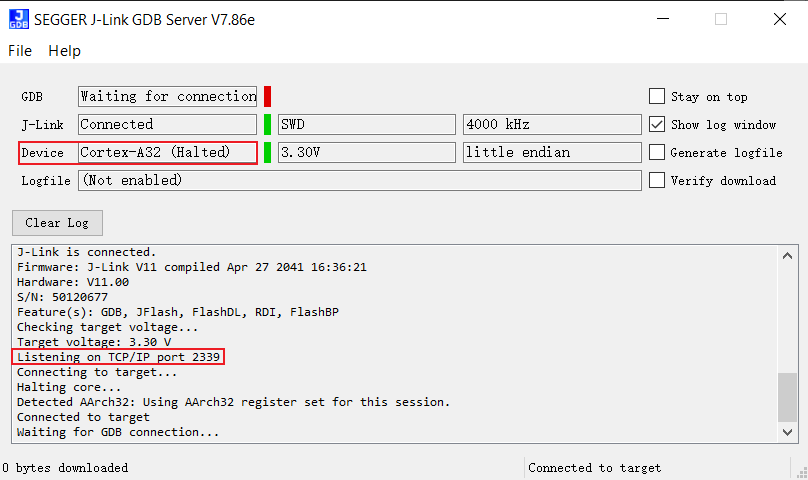 SEGGER J-Link GDB Server V7.86e
File Help
GDB Waiting for connection Stay on top
J-Link Connected SWD 4000 kHz Show log window
Device Cortex-A32 (Halted) 3.30V little endian Generate logfile
Logfile (Not enabled) Verify download
Clear Log
J-Link is connected.
Firmware: J-Link V11 compiled Apr 27 2041 16:36:21
Hardware: V11.00
S/N: 50120677
Feature(s): GDB, JFlash, FlashDL, RDI, FlashBP
Checking target voltage...
Target voltage: 3.30 V
Listening on TCP/IP port 2339
Connecting to target...
Halting core...
Detected AArch32: Using AArch32 register set for this session.
Connected to target
Waiting for GDB connection...
0 bytes downloaded Connected to target